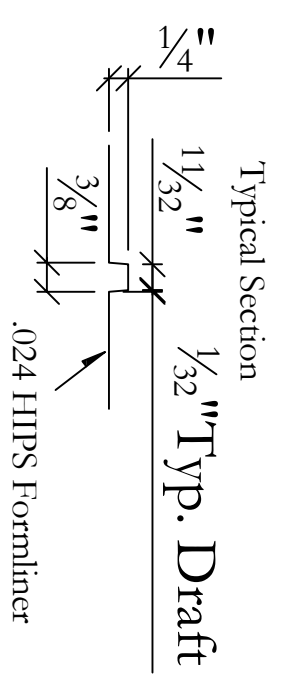 Typical Section
1/4"
11/32"
1/32" Typ. Draft
3/8"
.024 HIPS Formliner